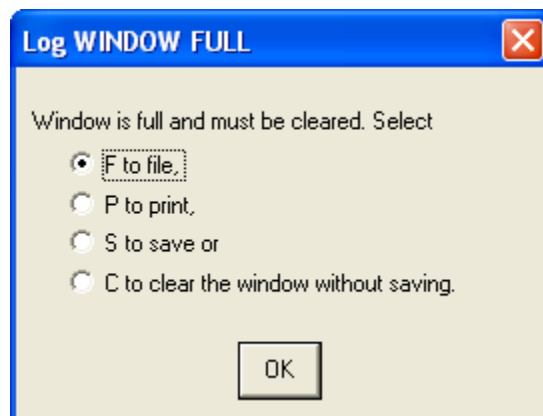 Log WINDOW FULL
Window is full and must be cleared. Select
F to file,
P to print,
S to save or
C to clear the window without saving.
OK